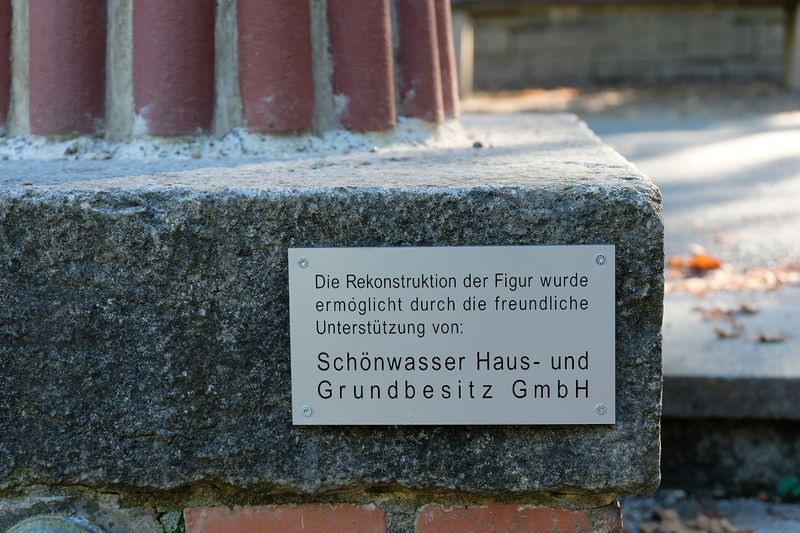 Die Rekonstruktion der Figur wurde
ermöglicht durch die freundliche
Unterstützung von:
Schönwasser Haus- und
Grundbesitz GmbH